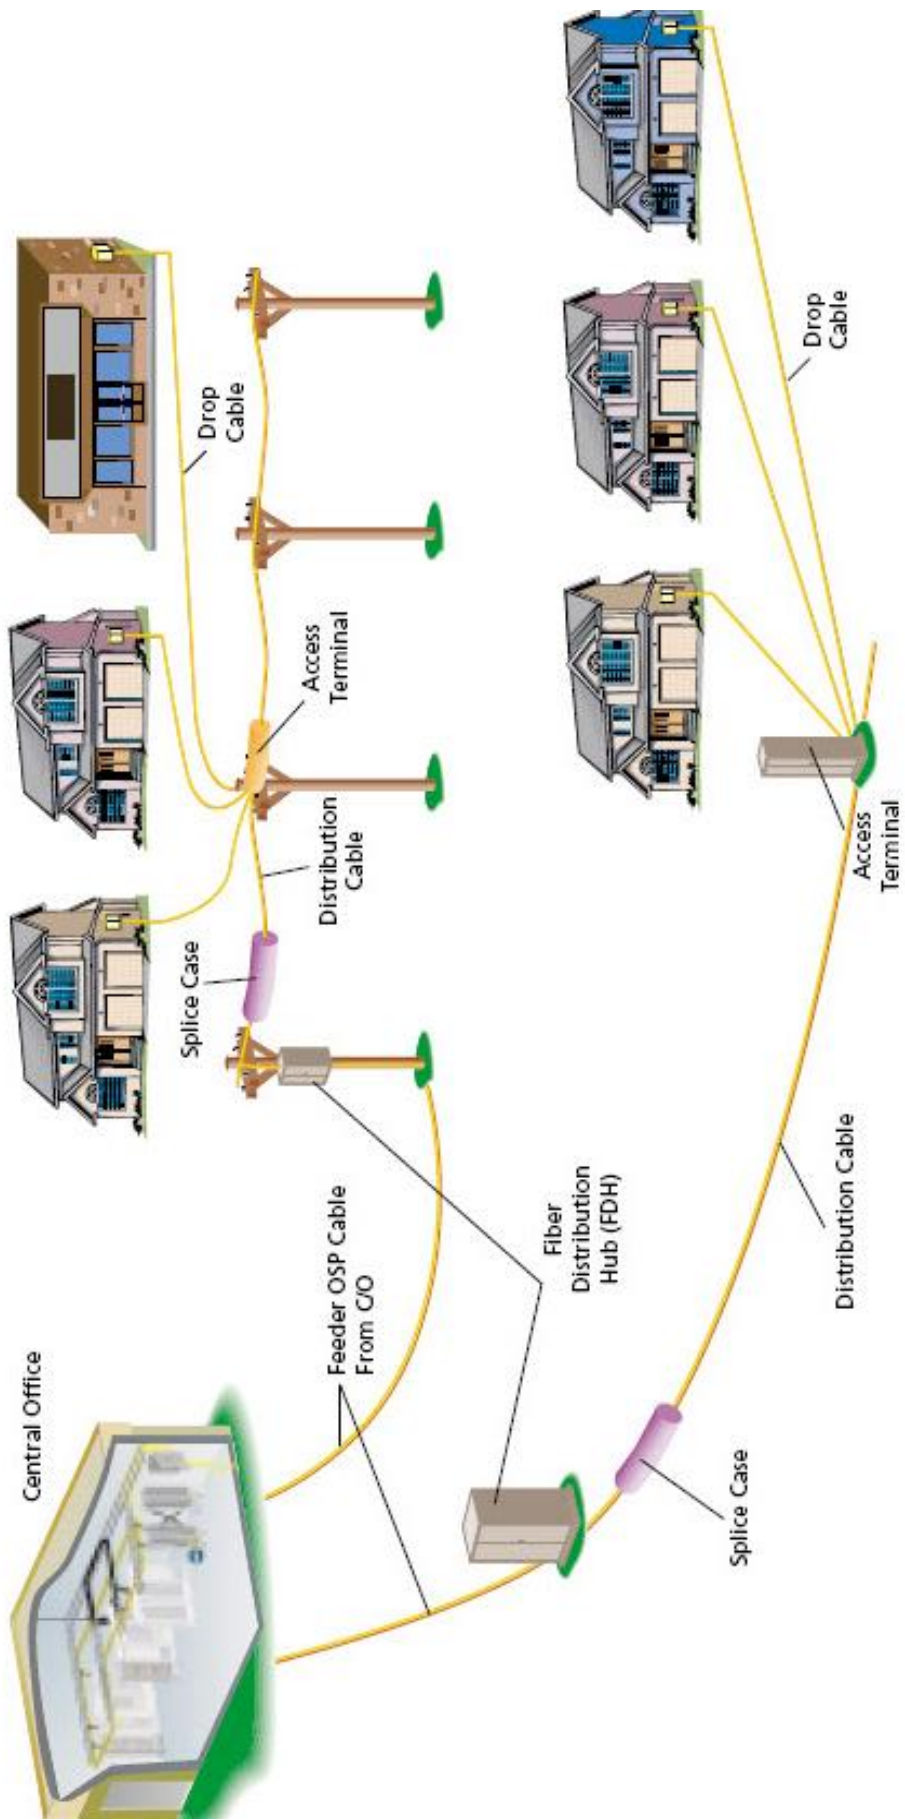 Central Office
Feeder OSP Cable
From C/O
Fiber
Distribution
Hub (FDH)
Splice Case
Distribution
Cable
Access
Terminal
Drop
Cable
Splice Case
Distribution Cable
Access
Terminal
Drop
Cable